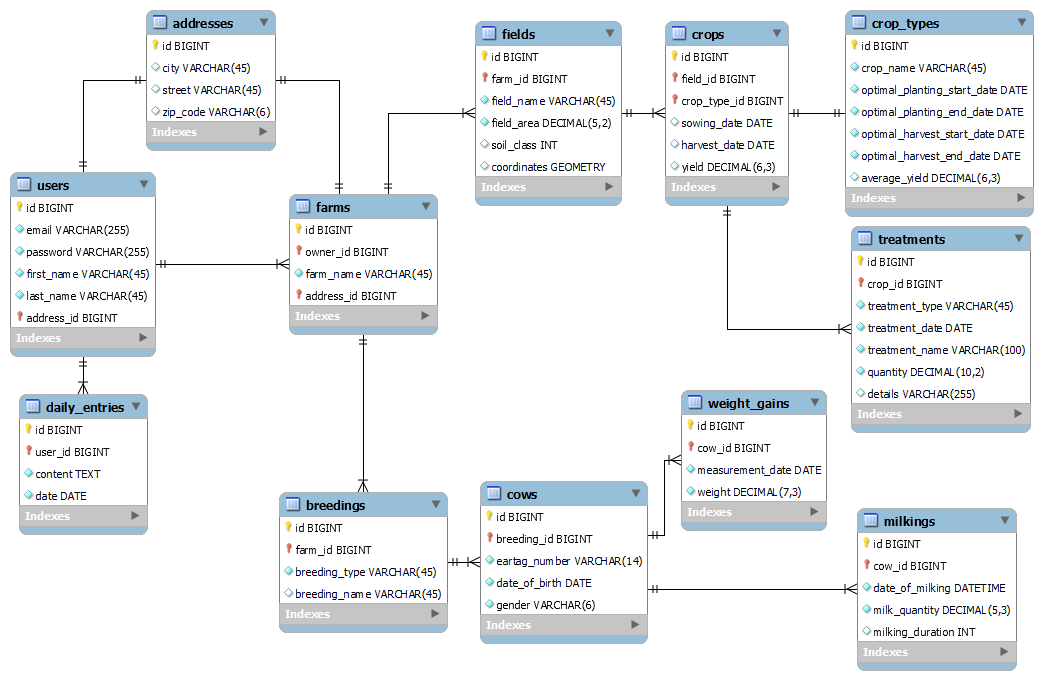 addresses
id BIGINT
city VARCHAR(45)
street VARCHAR(45)
zip_code VARCHAR(6)
Indexes
users
id BIGINT
email VARCHAR(255)
password VARCHAR(255)
first_name VARCHAR(45)
last_name VARCHAR(45)
address_id BIGINT
Indexes
daily_entries
id BIGINT
user_id BIGINT
content TEXT
date DATE
Indexes
farms
id BIGINT
owner_id BIGINT
farm_name VARCHAR(45)
address_id BIGINT
Indexes
breedings
id BIGINT
farm_id BIGINT
breeding_type VARCHAR(45)
breeding_name VARCHAR(45)
Indexes
fields
id BIGINT
farm_id BIGINT
field_name VARCHAR(45)
field_area DECIMAL(5,2)
soil_class INT
coordinates GEOMETRY
Indexes
crops
id BIGINT
field_id BIGINT
crop_type_id BIGINT
sowing_date DATE
harvest_date DATE
yield DECIMAL(6,3)
Indexes
crop_types
id BIGINT
crop_name VARCHAR(45)
optimal_planting_start_date DATE
optimal_planting_end_date DATE
optimal_harvest_start_date DATE
optimal_harvest_end_date DATE
average_yield DECIMAL(6,3)
Indexes
treatments
id BIGINT
crop_id BIGINT
treatment_type VARCHAR(45)
treatment_date DATE
treatment_name VARCHAR(100)
quantity DECIMAL(10,2)
details VARCHAR(255)
Indexes
cows
id BIGINT
breeding_id BIGINT
eartag_number VARCHAR(14)
date_of_birth DATE
gender VARCHAR(6)
Indexes
weight_gains
id BIGINT
cow_id BIGINT
measurement_date DATE
weight DECIMAL(7,3)
Indexes
milkings
id BIGINT
cow_id BIGINT
date_of_milking DATETIME
milk_quantity DECIMAL(5,3)
milking_duration INT
Indexes